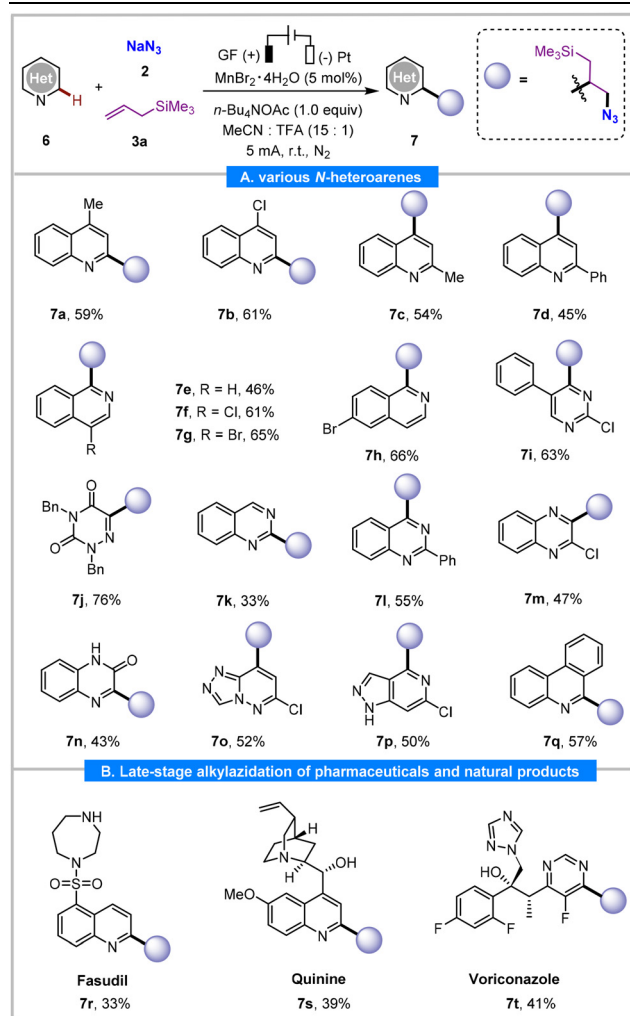 NaN3
GF (+) (-) Pt
Me3Si
Het
N H
2
+
MnBr2·4H2O (5 mol%)
Het
N
=
SiMe3
n-Bu4NOAc (1.0 equiv)
MeCN : TFA (15 : 1)
N3
6 3a 5 mA, r.t., N2 7
A. various N-heteroarenes
Me
N
Cl
N
N Me
N Ph
7a, 59% 7b, 61% 7c, 54% 7d, 45%
N
R
7e, R = H, 46%
7f, R = Cl, 61%
7g, R = Br, 65%
N
Br
7h, 66%
N
N Cl
7i, 63%
O
Bn N
O N N
Bn
N
N
N
N Ph
N
N Cl
7j, 76% 7k, 33% 7l, 55% 7m, 47%
H
N O
N
N
N
N N Cl
N
N
N
H Cl
N
7n, 43% 7o, 52% 7p, 50% 7q, 57%
B. Late-stage alkylazidation of pharmaceuticals and natural products
NH
N
O S O
N
N
H
H OH
MeO
N
N
N
N
HO
N N
F
F F
Fasudil Quinine Voriconazole
7r, 33% 7s, 39% 7t, 41%